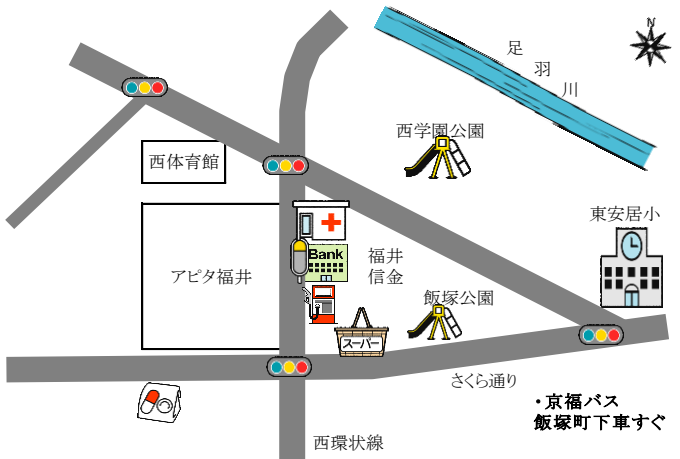 N
足羽川
西学園公園
西体育館
東安居小
アピタ福井
Bank
福井
信金
飯塚公園
スーパー
さくら通り
・京福バス
飯塚町下車すぐ
西環状線